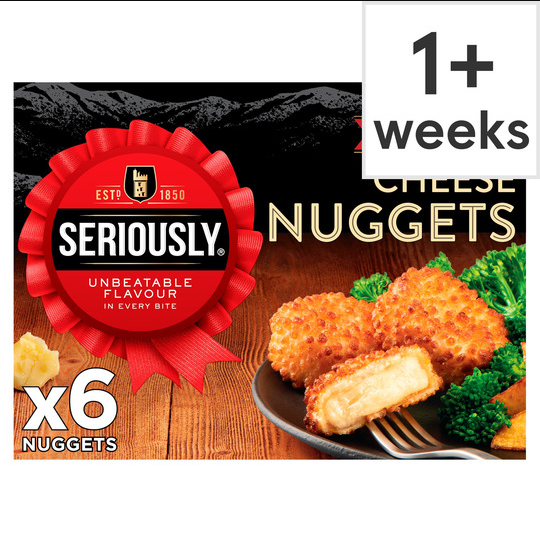 1+
weeks
CHEESE
NUGGETS
ESTD 1850
SERIOUSLY®
UNBEATABLE
FLAVOUR
IN EVERY BITE
x6
NUGGETS